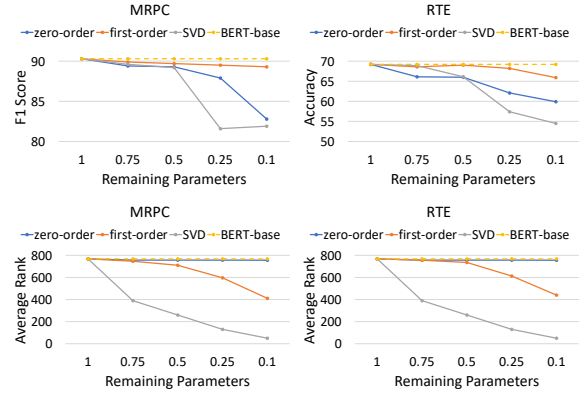 MRPC
zero-order first-order SVD BERT-base
90
85
80
F1 Score
1 0.75 0.5 0.25 0.1
Remaining Parameters
RTE
zero-order first-order SVD BERT-base
70
65
60
55
50
Accuracy
1 0.75 0.5 0.25 0.1
Remaining Parameters
MRPC
zero-order first-order SVD BERT-base
800
600
400
200
0
Average Rank
1 0.75 0.5 0.25 0.1
Remaining Parameters
RTE
zero-order first-order SVD BERT-base
800
600
400
200
0
Average Rank
1 0.75 0.5 0.25 0.1
Remaining Parameters